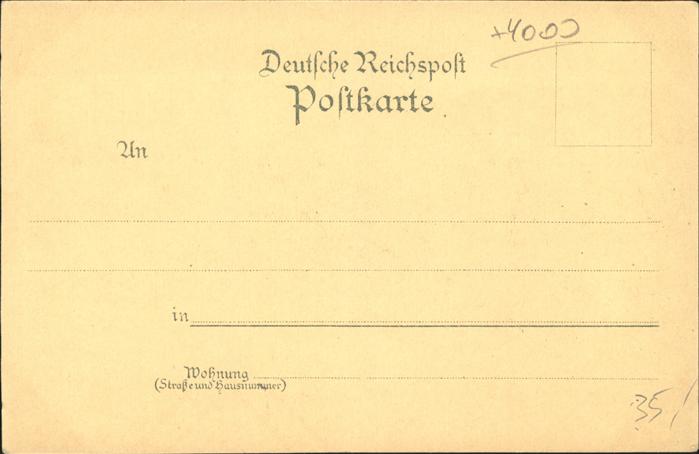 +4000
Deutsche Reichspost
Postkarte
An
in
Wohnung
(Straße und Hausnummer)
35/